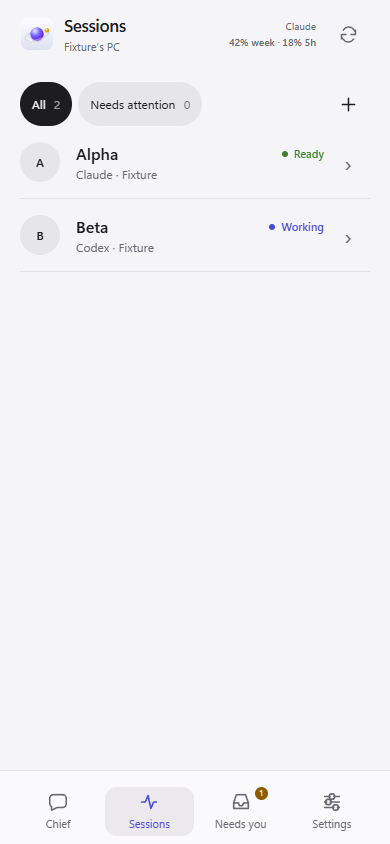 Sessions
Fixture's PC
Claude
42% week · 18% 5h
All 2
Needs attention 0
A
Alpha
Claude · Fixture
Ready
B
Beta
Codex · Fixture
Working
Chief
Sessions
1
Needs you
Settings